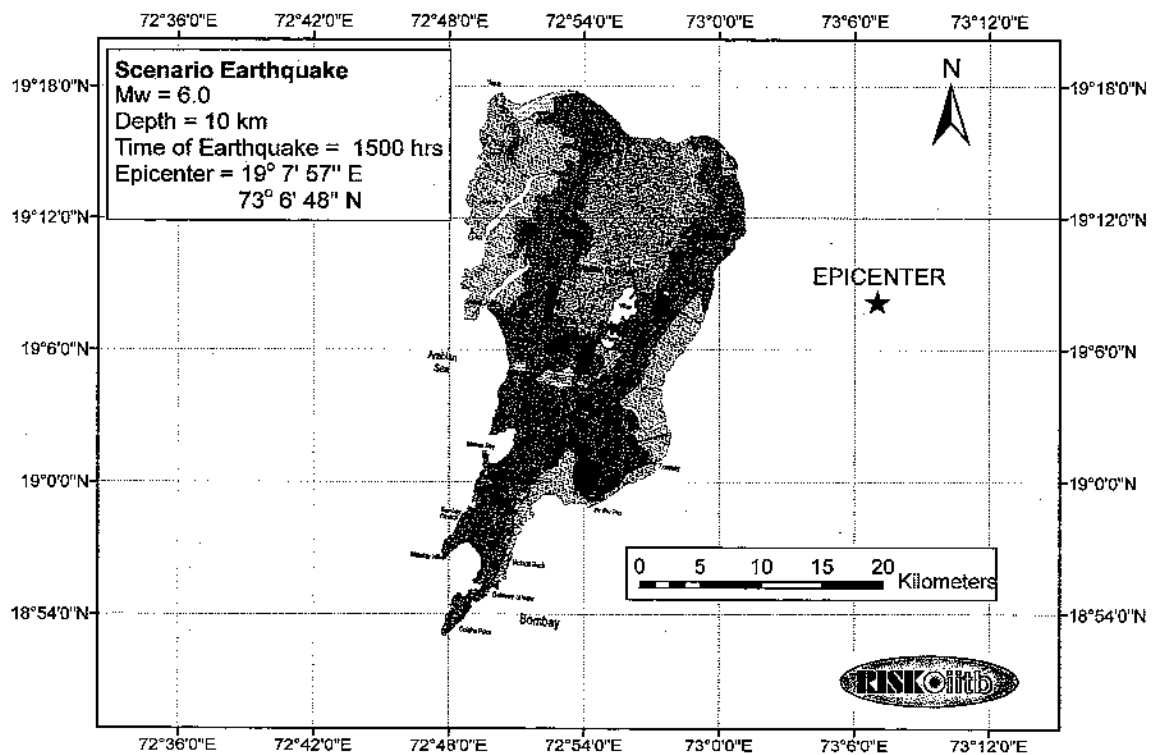 72°36'0"E 72°42'0"E 72°48'0"E 72°54'0"E 73°0'0"E 73°6'0"E 73°12'0"E
Scenario Earthquake
Mw = 6.0
Depth = 10 km
Time of Earthquake = 1500 hrs
Epicenter = 19° 7' 57" E
73° 6' 48" N
N
19°18'0"N 19°18'0"N
19°12'0"N 19°12'0"N
EPICENTER
19°6'0"N 19°6'0"N
Arabian
Sea
19°0'0"N 19°0'0"N
0 5 10 15 20
Kilometers
18°54'0"N 18°54'0"N
Bombay
RISKiitb
72°36'0"E 72°42'0"E 72°48'0"E 72°54'0"E 73°0'0"E 73°6'0"E 73°12'0"E